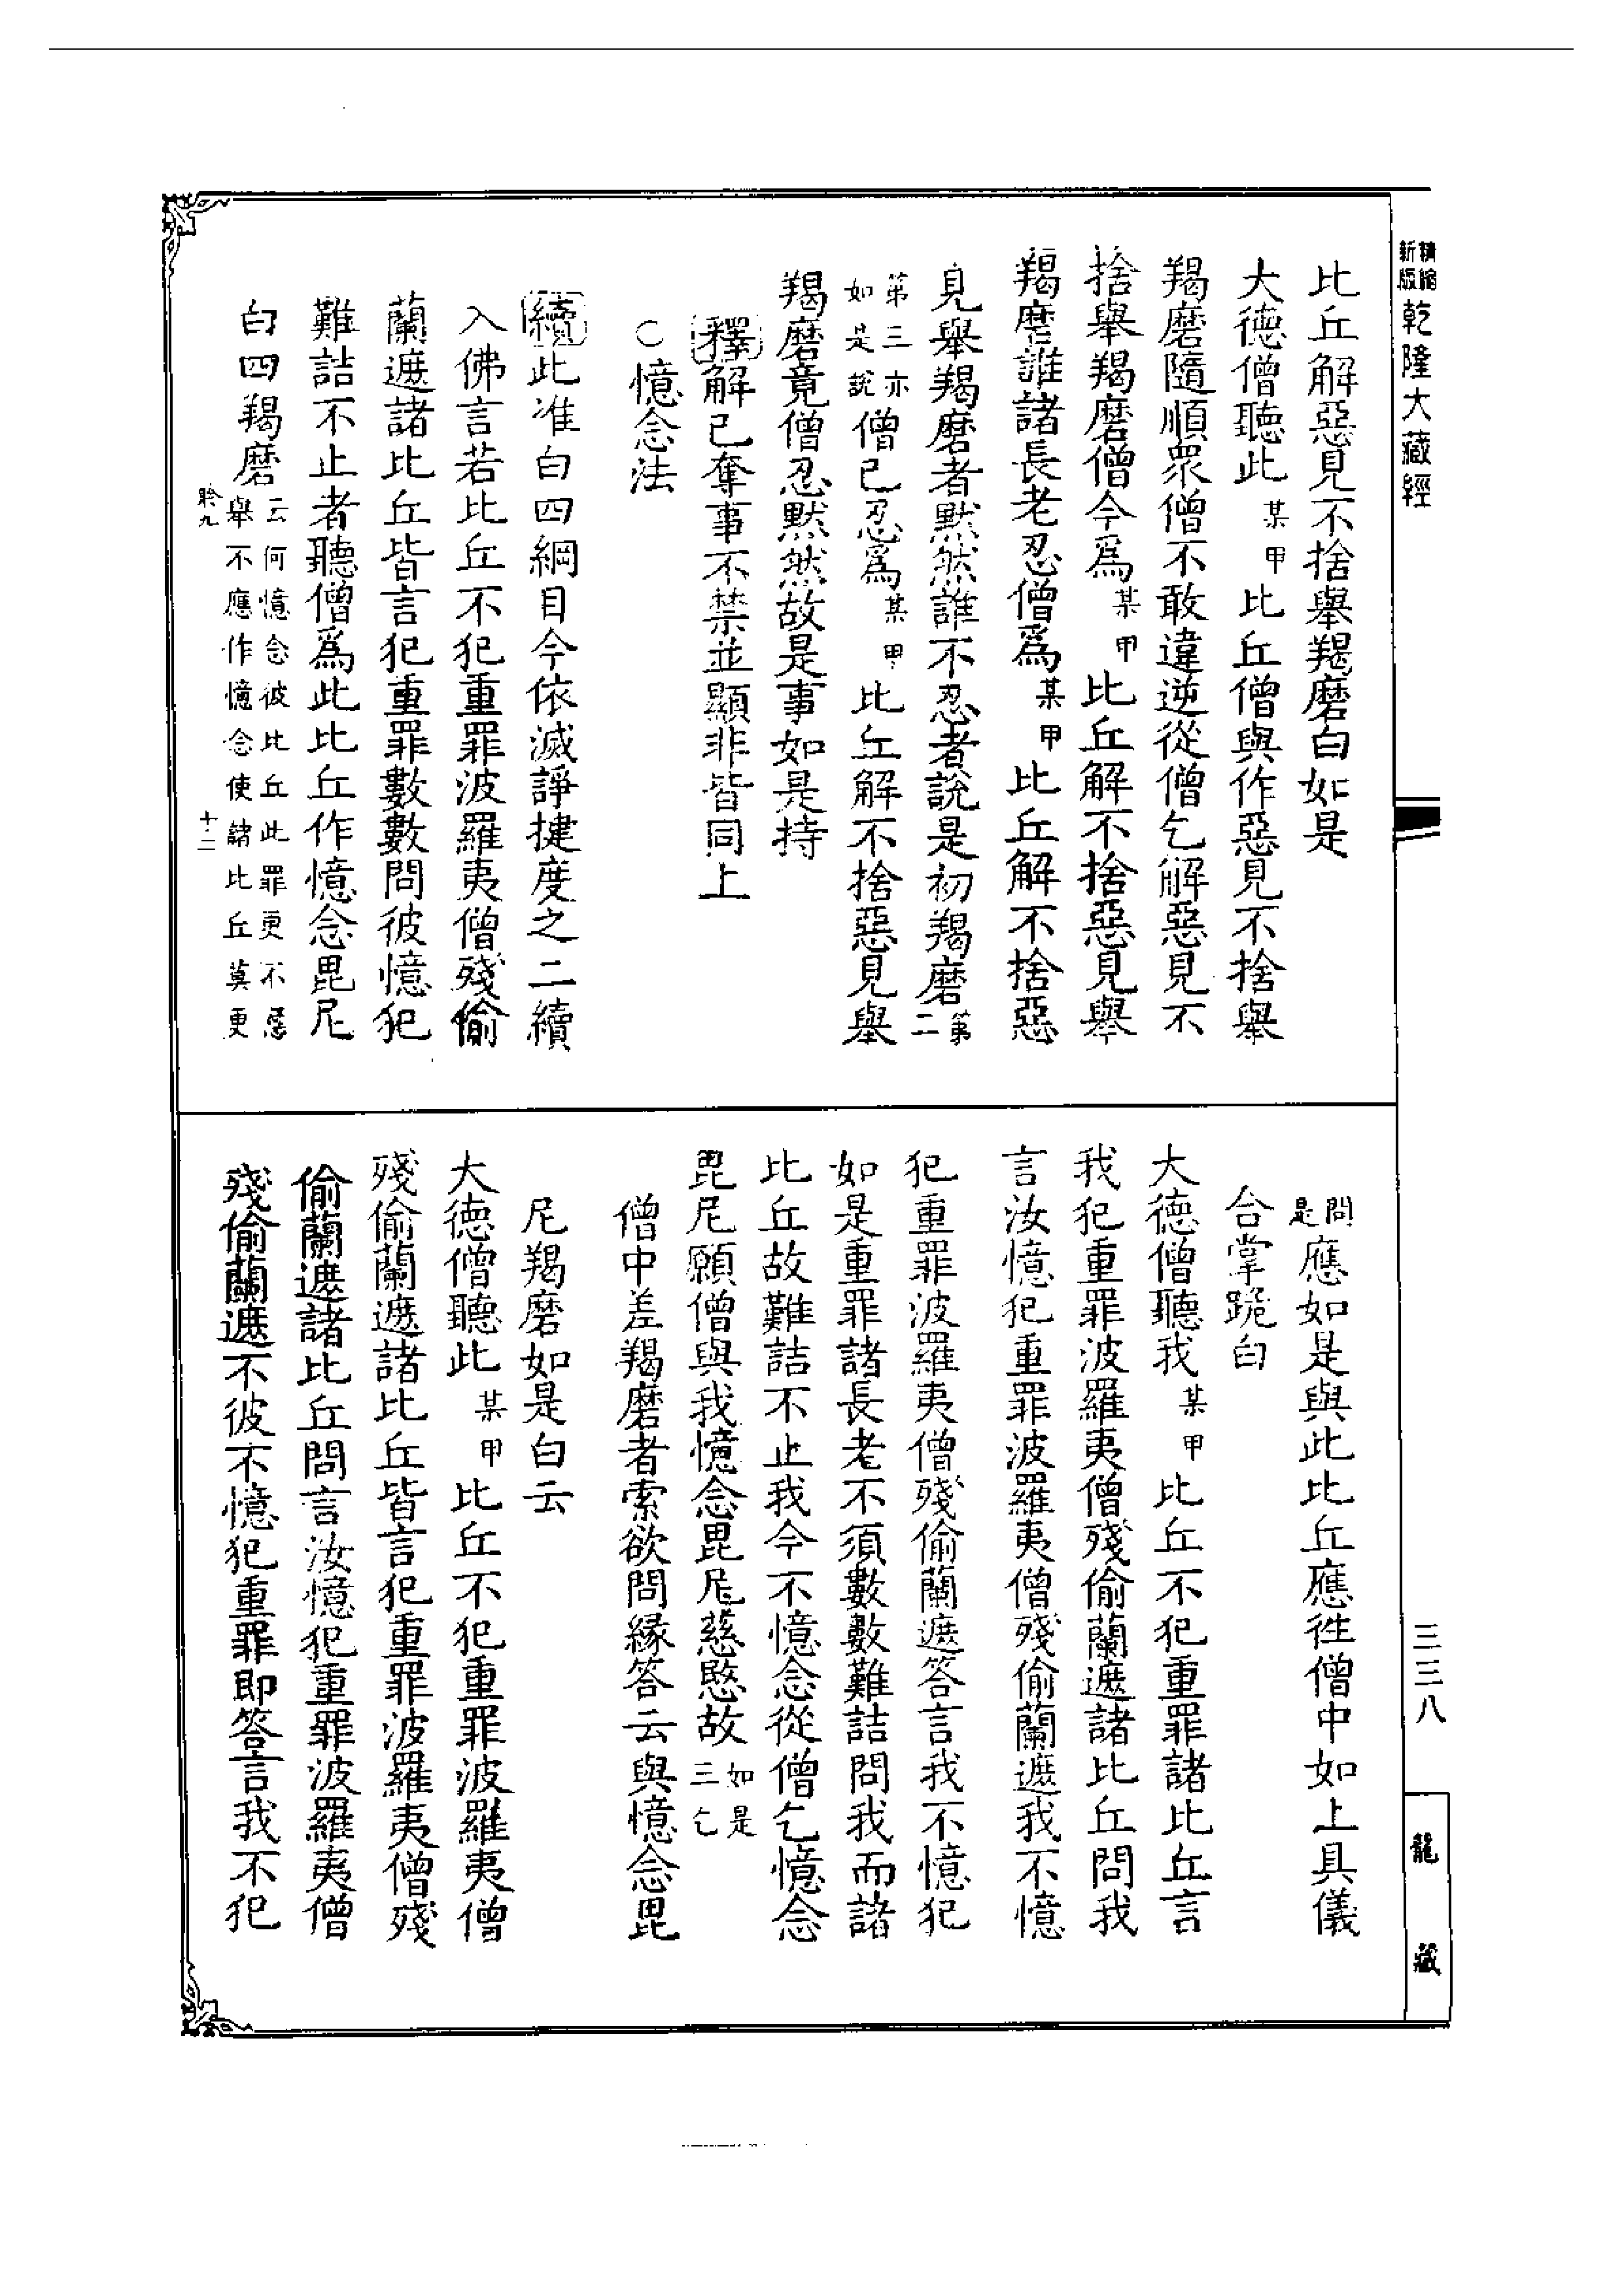 新版精縮乾隆大藏經
三三八
龍藏
比丘解惡見不捨舉羯磨白如是
大德僧聽此某甲比丘僧與作惡見不捨舉
羯磨隨順眾僧不敢違逆從僧乞解惡見不
捨舉羯磨僧今爲某甲比丘解不捨惡見舉
羯磨誰諸長老忍僧爲某甲比丘解不捨惡
見舉羯磨者默然誰不忍者說是初羯磨第二
第三亦如是說僧已忍爲某甲比丘解不捨惡見舉
羯磨竟僧忍默然故是事如是持
釋解已奪事不禁並顯非皆同上
○憶念法
續此准白四綱目今依滅諍揵度之二續
入佛言若比丘不犯重罪波羅夷僧殘偷
蘭遮諸比丘皆言犯重罪數數問彼憶犯
難詰不止者聽僧爲此比丘作憶念毘尼
白四羯磨云何憶念彼比丘此罪更不應舉不應作憶念使諸比丘莫更
聆九
十二
問是應如是與此比丘應徃僧中如上具儀
合掌跪白
大德僧聽我某甲比丘不犯重罪諸比丘言
我犯重罪波羅夷僧殘偷蘭遮諸比丘問我
言汝憶犯重罪波羅夷僧殘偷蘭遮我不憶
犯重罪波羅夷僧殘偷蘭遮答言我不憶犯
如是重罪諸長老不須數數難詰問我而諸
比丘故難詰不止我今不憶念從僧乞憶念
毘尼願僧與我憶念毘尼慈愍故如是三乞
僧中差羯磨者索欲問緣答云與憶念毘
尼羯磨如是白云
大德僧聽此某甲比丘不犯重罪波羅夷僧
殘偷蘭遮諸比丘皆言犯重罪波羅夷僧殘
偷蘭遮諸比丘問言汝憶犯重罪波羅夷僧
殘偷蘭遮不彼不憶犯重罪即答言我不犯